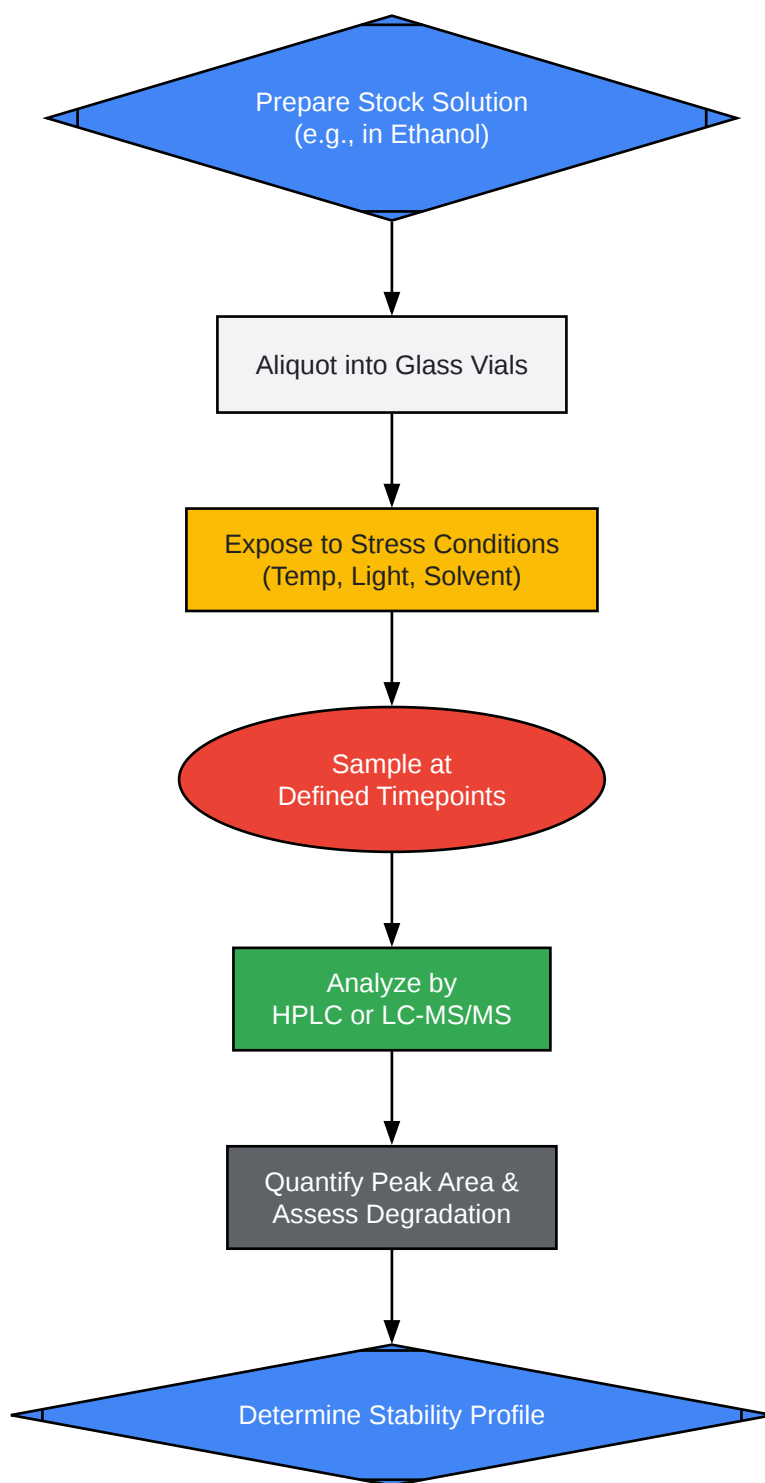 Prepare Stock Solution
(e.g., in Ethanol)
Aliquot into Glass Vials
Expose to Stress Conditions
(Temp, Light, Solvent)
Sample at
Defined Timepoints
Analyze by
HPLC or LC-MS/MS
Quantify Peak Area &
Assess Degradation
Determine Stability Profile